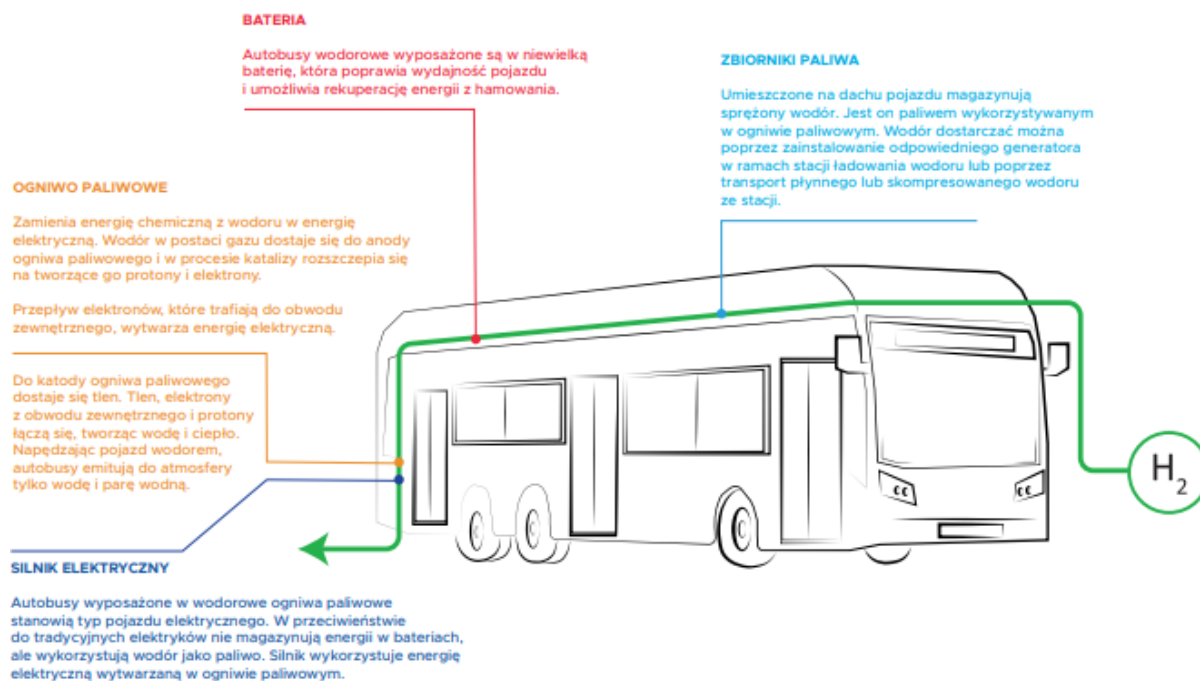 BATERIA
Autobusy wodorowe wyposażone są w niewielką
baterię, która poprawia wydajność pojazdu
i umożliwia rekuperację energii z hamowania.
ZBIORNIKI PALIWA
Umieszczone na dachu pojazdu magazynują
sprężony wodór. Jest on paliwem wykorzystywanym
w ogniwie paliwowym. Wodór dostarczać można
poprzez zainstalowanie odpowiedniego generatora
w ramach stacji ładowania wodoru lub poprzez
transport płynnego lub skompresowanego wodoru
ze stacji.
OGNIWO PALIWOWE
Zamienia energię chemiczną z wodoru w energię
elektryczną. Wodór w postaci gazu dostaje się do anody
ogniwa paliwowego i w procesie katalizy rozszczepia się
na tworzące go protony i elektrony.
Przepływ elektronów, które trafiają do obwodu
zewnętrznego, wytwarza energię elektryczną.
Do katody ogniwa paliwowego
dostaje się tlen. Tlen, elektrony
z obwodu zewnętrznego i protony
łączą się, tworząc wodę i ciepło.
Napędzając pojazd wodorem,
autobusy emitują do atmosfery
tylko wodę i parę wodną.
H2
SILNIK ELEKTRYCZNY
Autobusy wyposażone w wodorowe ogniwa paliwowe
stanowią typ pojazdu elektrycznego. W przeciwieństwie
do tradycyjnych elektryków nie magazynują energii w bateriach,
ale wykorzystują wodór jako paliwo. Silnik wykorzystuje energię
elektryczną wytwarzaną w ogniwie paliwowym.